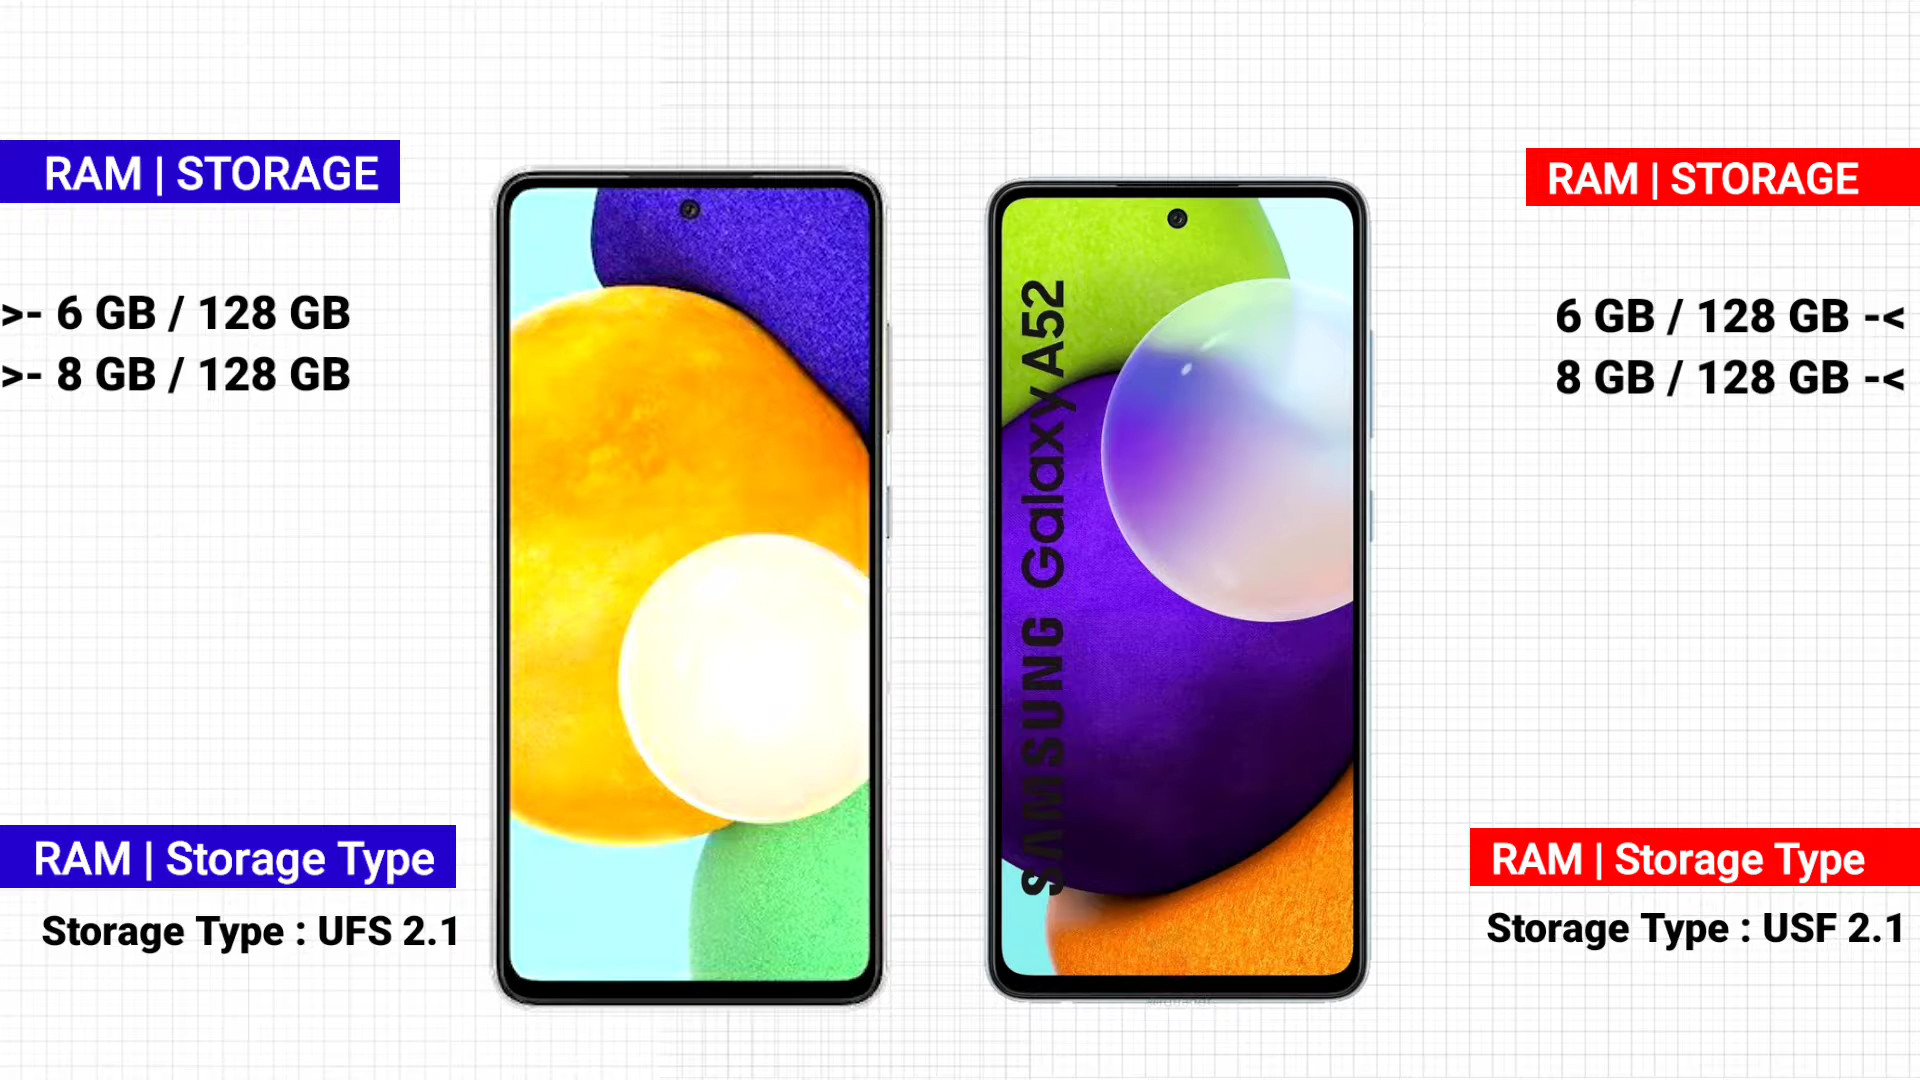 RAM | STORAGE
>- 6 GB / 128 GB
>- 8 GB / 128 GB
RAM | Storage Type
Storage Type : UFS 2.1
SAMSUNG Galaxy A52
RAM | STORAGE
6 GB / 128 GB -<
8 GB / 128 GB -<
RAM | Storage Type
Storage Type : USF 2.1